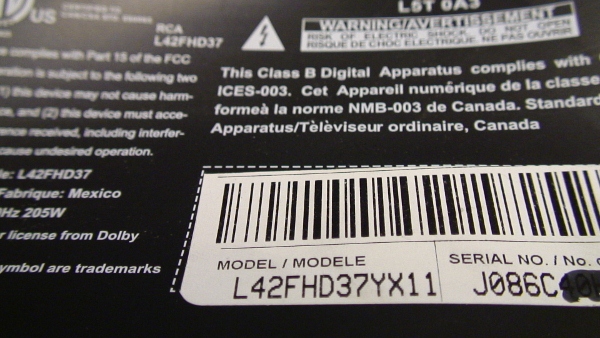 L5T 0A3
US
RCA
L42FHD37
WARNING/AVERTISSEMENT
RISK OF ELECTRIC SHOCK DO NOT OPEN
RISQUE DE CHOC ELECTRIQUE. NE PAS OUVRIR
complies with Part 15 of the FCC
is subject to the following two
(1) this device may not cause harm-
and (2) this device must acce-
received, including interfer-
cause undesired operation.
This Class B Digital Apparatus complies with
ICES-003. Cet Appareil numérique de la classe
formeà la norme NMB-003 de Canada. Standard
Apparatus/Tèlèviseur ordinaire, Canada
L42FHD37
Fabrique: Mexico
Hz 205W
license from Dolby
symbol are trademarks
MODEL / MODELE
L42FHD37YX11
SERIAL NO. / No.
J086C